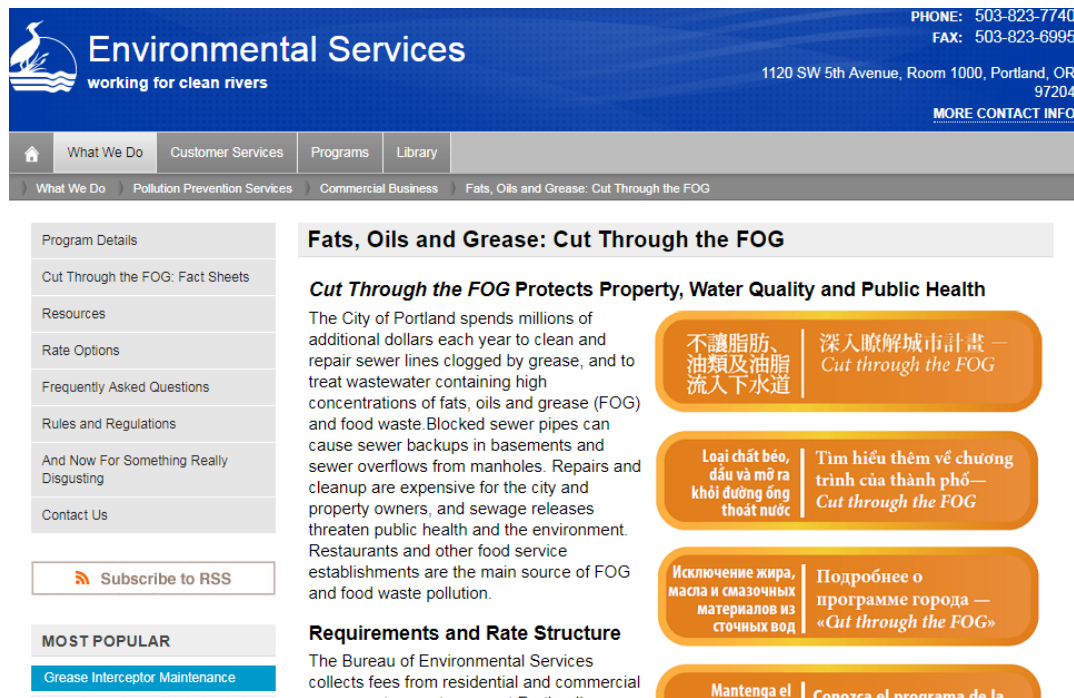 PHONE: 503-823-7740
FAX: 503-823-6995
Environmental Services
working for clean rivers
1120 SW 5th Avenue, Room 1000, Portland, OR
97204
MORE CONTACT INFO
What We Do
Customer Services
Programs
Library
What We Do
Pollution Prevention Services
Commercial Business
Fats, Oils and Grease: Cut Through the FOG
Program Details
Cut Through the FOG: Fact Sheets
Resources
Rate Options
Frequently Asked Questions
Rules and Regulations
And Now For Something Really
Disgusting
Contact Us
Subscribe to RSS
MOST POPULAR
Grease Interceptor Maintenance
Fats, Oils and Grease: Cut Through the FOG
Cut Through the FOG Protects Property, Water Quality and Public Health
The City of Portland spends millions of
additional dollars each year to clean and
repair sewer lines clogged by grease, and to
treat wastewater containing high
concentrations of fats, oils and grease (FOG)
and food waste.Blocked sewer pipes can
cause sewer backups in basements and
sewer overflows from manholes. Repairs and
cleanup are expensive for the city and
property owners, and sewage releases
threaten public health and the environment.
Restaurants and other food service
establishments are the main source of FOG
and food waste pollution.
Requirements and Rate Structure
The Bureau of Environmental Services
collects fees from residential and commercial
不讓脂肪、
油類及油脂
流入下水道
深入瞭解城市計畫 —
Cut through the FOG
Loại chất béo,
dầu và mỡ ra
khỏi đường ống
thoát nước
Tìm hiểu thêm về chương
trình của thành phố—
Cut through the FOG
Исключение жира,
масла и смазочных
материалов из
сточных вод
Подробнее о
программе города —
«Cut through the FOG»
Mantenga el
Conozca el programa de la